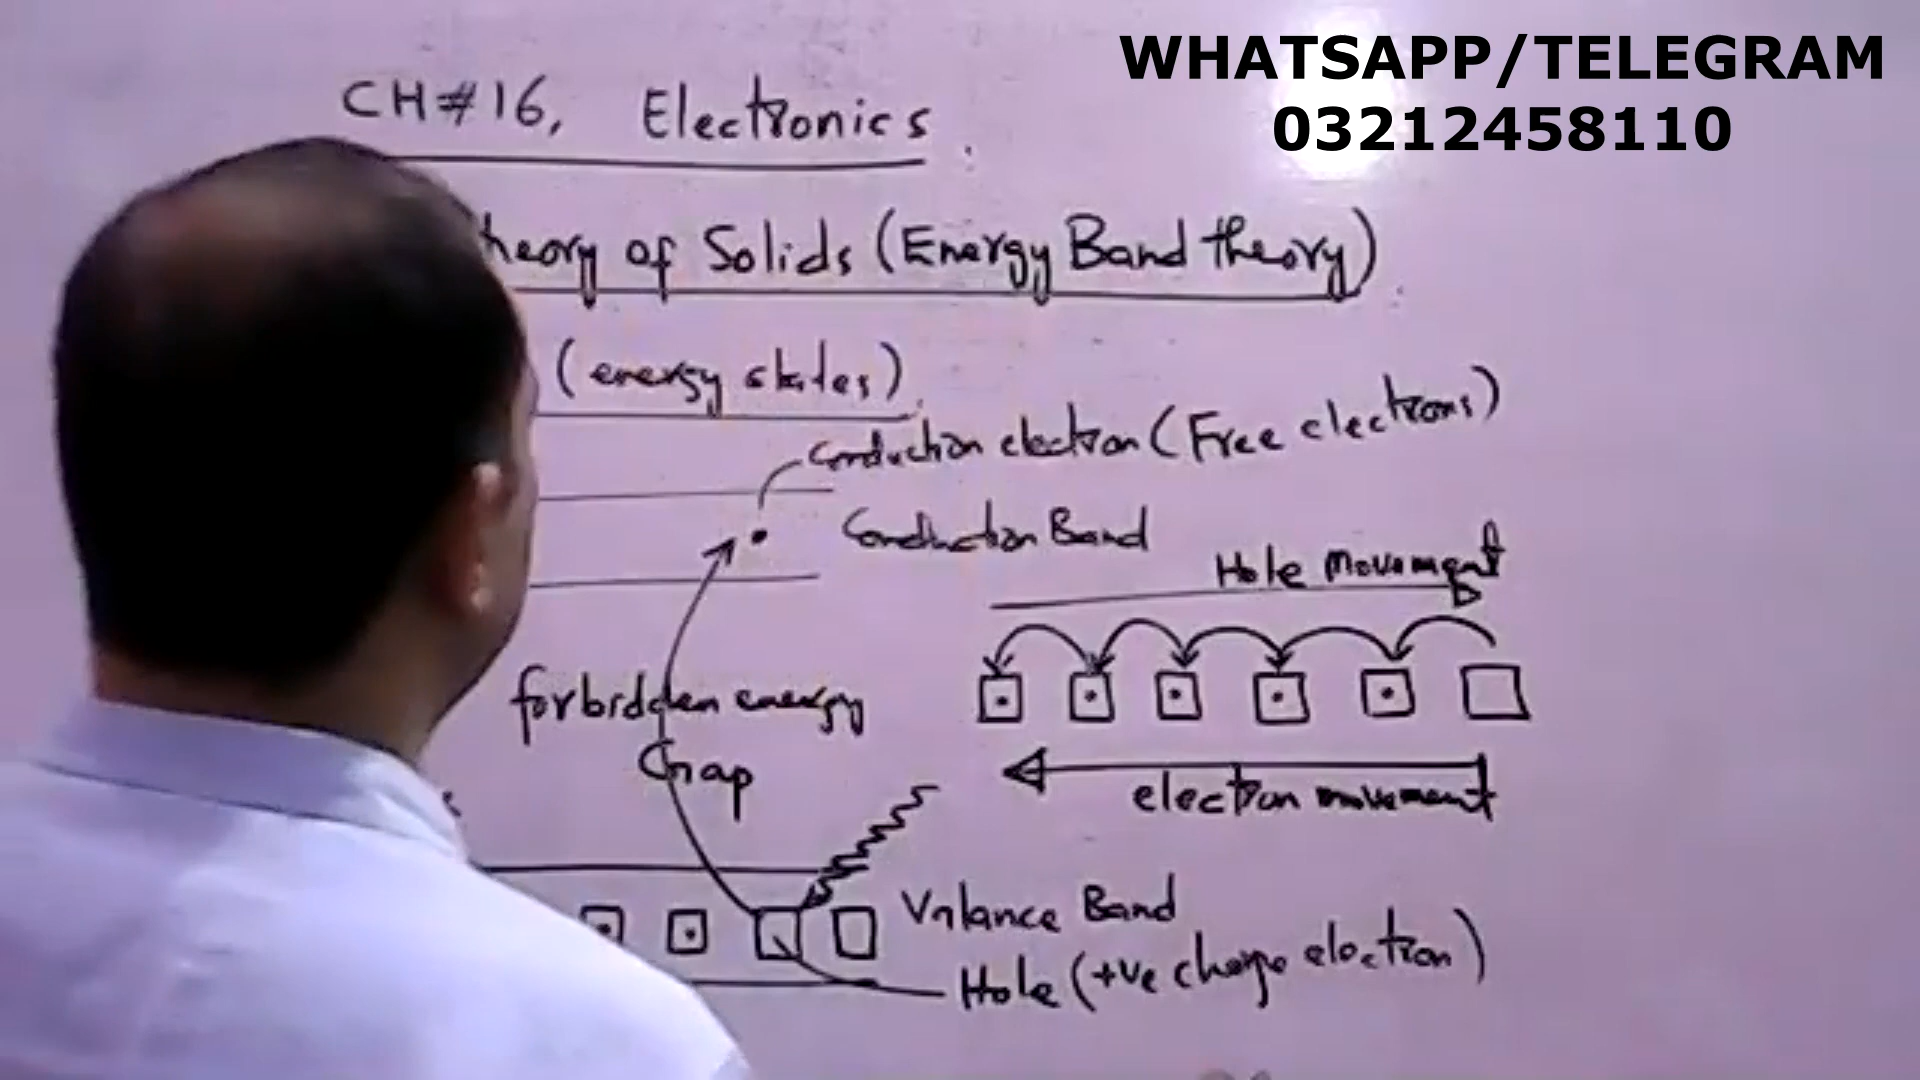 WHATSAPP/TELEGRAM
03212458110
CH#16, Electronics
heory of Solids (Energy Band theory)
(energy states)
Conduction electron (Free electrons)
Conduction Band
Hole Movement
forbidden energy
Gap
electron movement
Valance Band
Hole (+ve charge electron)